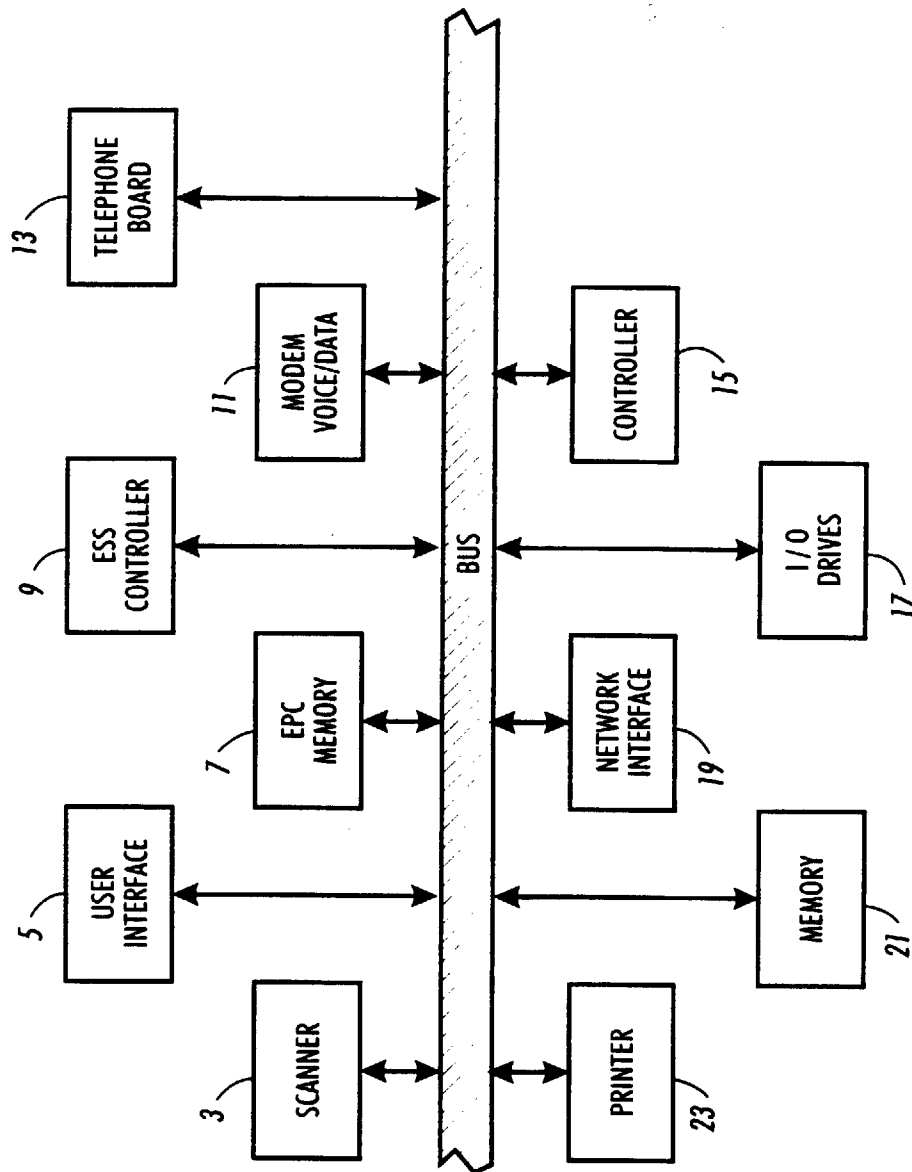 13
TELEPHONE
BOARD
11
MODEM
VOICE/DATA
9
ESS
CONTROLLER
7
EPC
MEMORY
5
USER
INTERFACE
3
SCANNER
BUS
CONTROLLER
15
I/O
DRIVES
17
NETWORK
INTERFACE
19
MEMORY
21
PRINTER
23